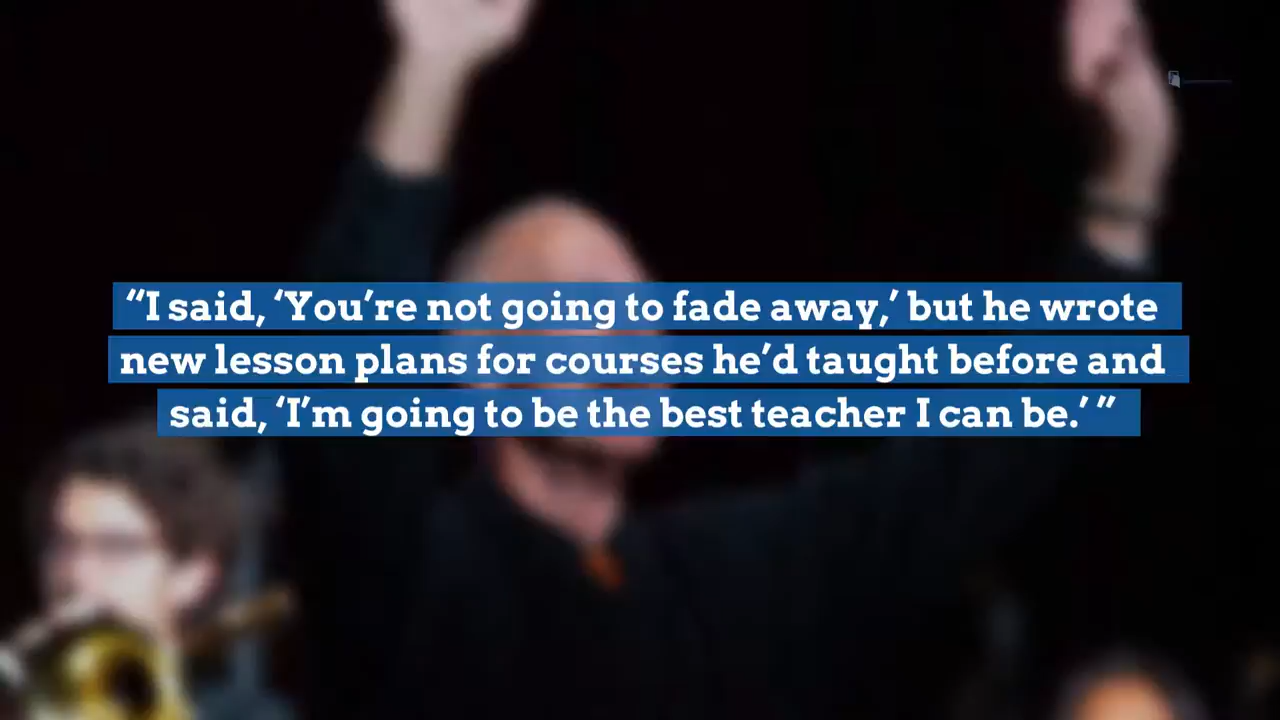 “I said, ‘You’re not going to fade away,’ but he wrote
new lesson plans for courses he’d taught before and
said, ‘I’m going to be the best teacher I can be.’ ”